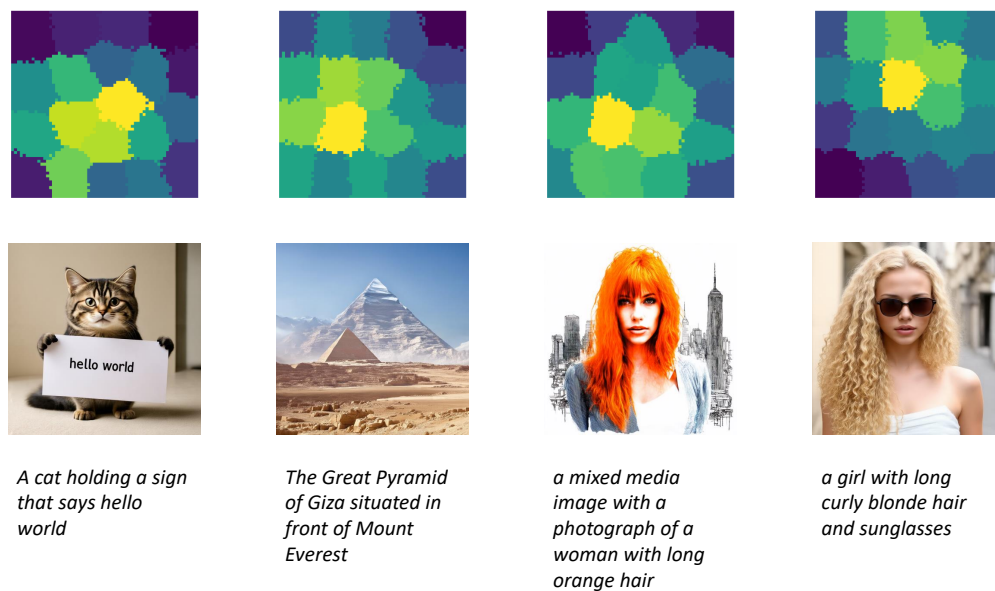 hello world
A cat holding a sign
that says hello
world
The Great Pyramid
of Giza situated in
front of Mount
Everest
a mixed media
image with a
photograph of a
woman with long
orange hair
a girl with long
curly blonde hair
and sunglasses